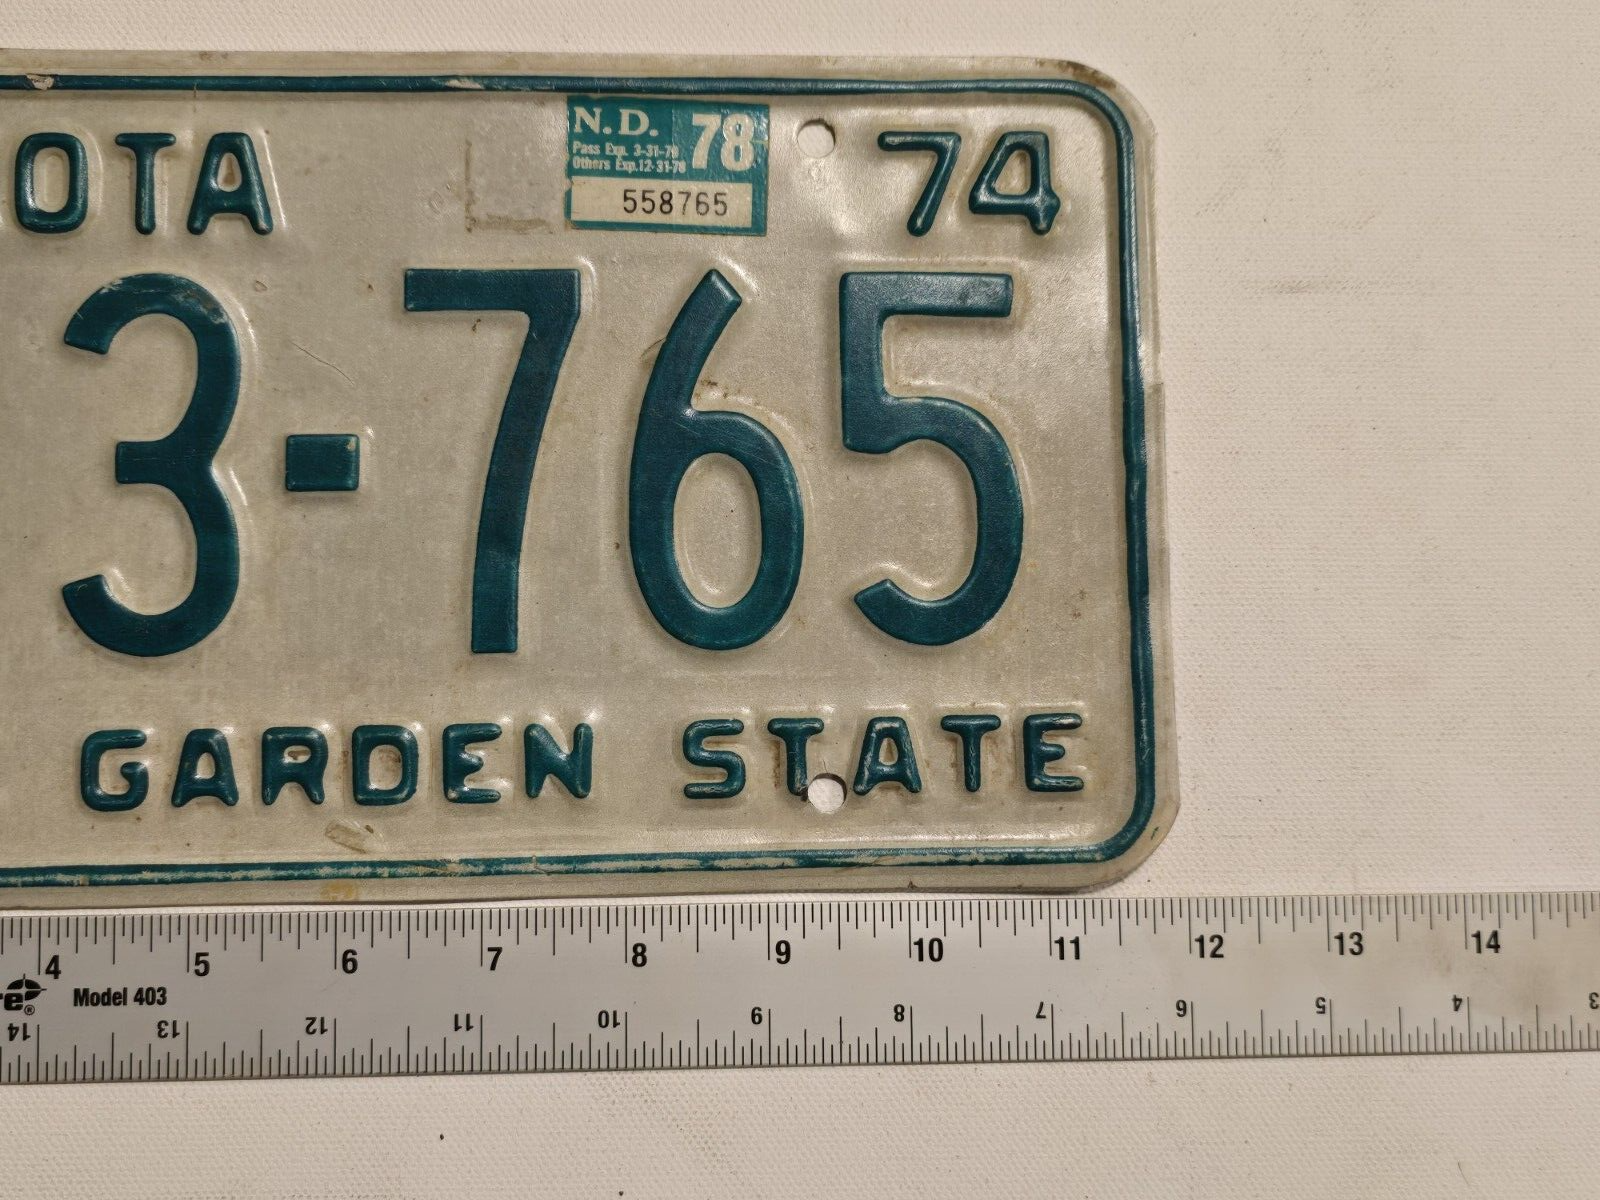 OTA
N.D. 78
Pass Exp. 3-31-79
Others Exp. 12-31-78
558765
74
3-765
GARDEN STATE
4 5 6 7 8 9 10 11 12 13 14
re® Model 403
14 13 12 11 10 9 8 7 6 5 4 3